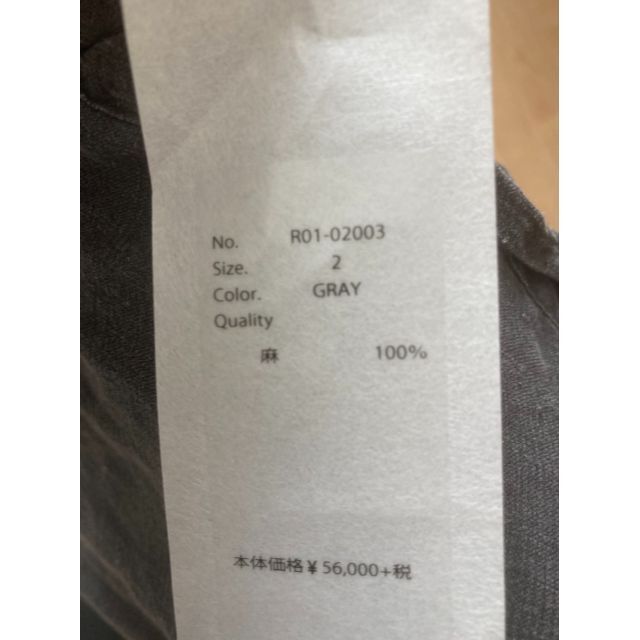 No. R01-02003
Size. 2
Color. GRAY
Quality
麻 100%
本体価格¥56,000+税